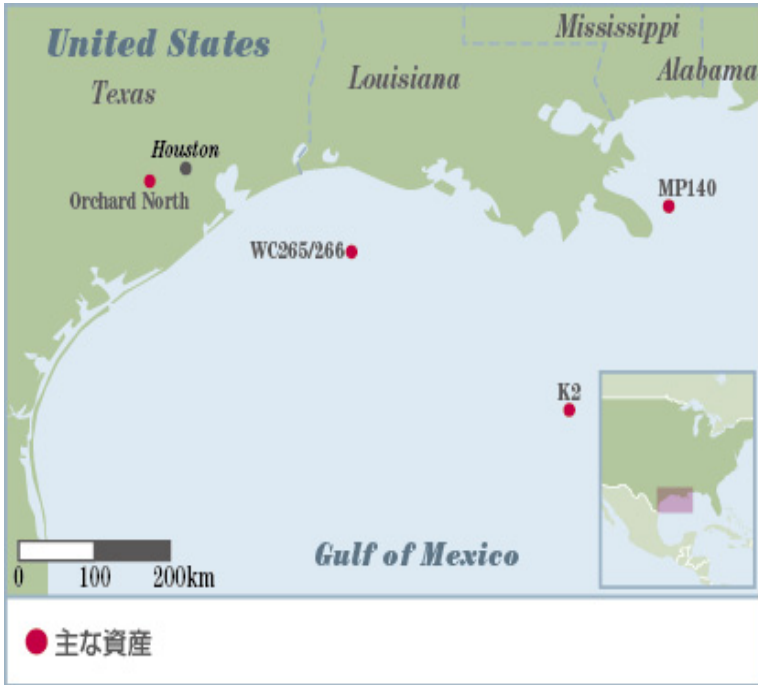 United States
Mississippi
Texas
Louisiana
Alabama
Houston
Orchard North
MP140
WC265/266
K2
Gulf of Mexico
0 100 200km
主な資産